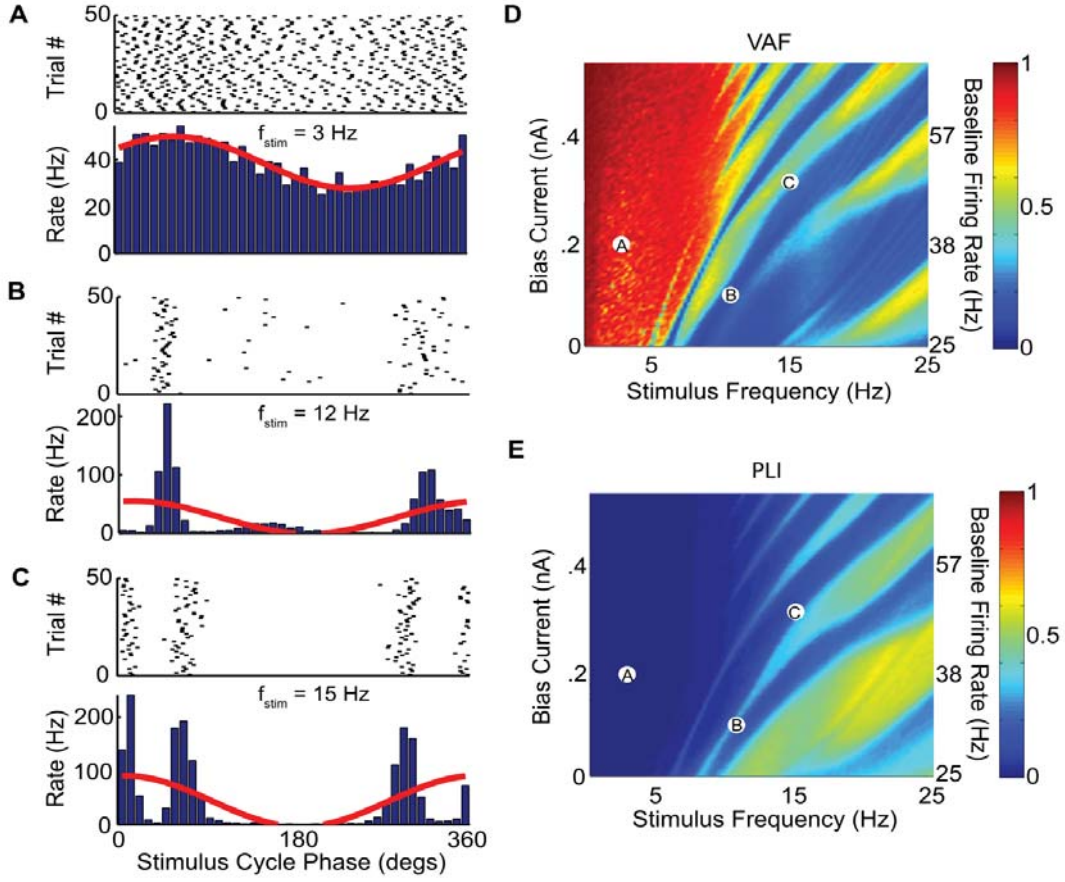 A
50
Trial #
0
f_stim = 3 Hz
40
20
0
Rate (Hz)
B
50
Trial #
0
f_stim = 12 Hz
200
100
0
Rate (Hz)
C
50
Trial #
0
f_stim = 15 Hz
200
100
0
Rate (Hz)
0 180 360
Stimulus Cycle Phase (degs)
D
VAF
.4
.2
0
Bias Current (nA)
A
B
C
5 15 25
Stimulus Frequency (Hz)
57
38
25
Baseline Firing Rate (Hz)
1
0.5
0
E
PLI
.4
.2
0
Bias Current (nA)
A
B
C
5 15 25
Stimulus Frequency (Hz)
57
38
25
Baseline Firing Rate (Hz)
1
0.5
0